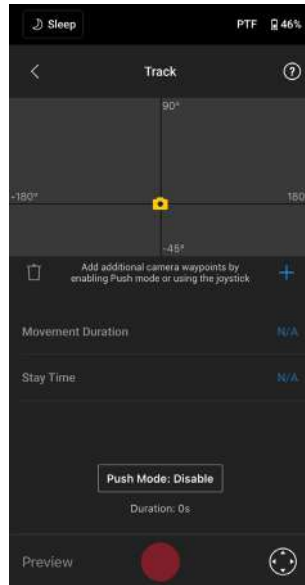 Sleep PTF 46%
Track ?
90°
-180° 180
-45°
Add additional camera waypoints by
enabling Push mode or using the joystick
Movement Duration N/A
Stay Time N/A
Push Mode: Disable
Duration: 0s
Preview